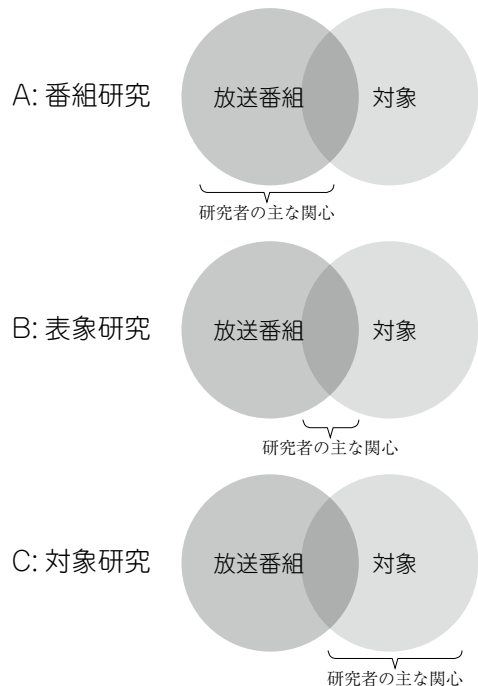 A: 番組研究
放送番組
対象
研究者の主な関心
B: 表象研究
放送番組
対象
研究者の主な関心
C: 対象研究
放送番組
対象
研究者の主な関心